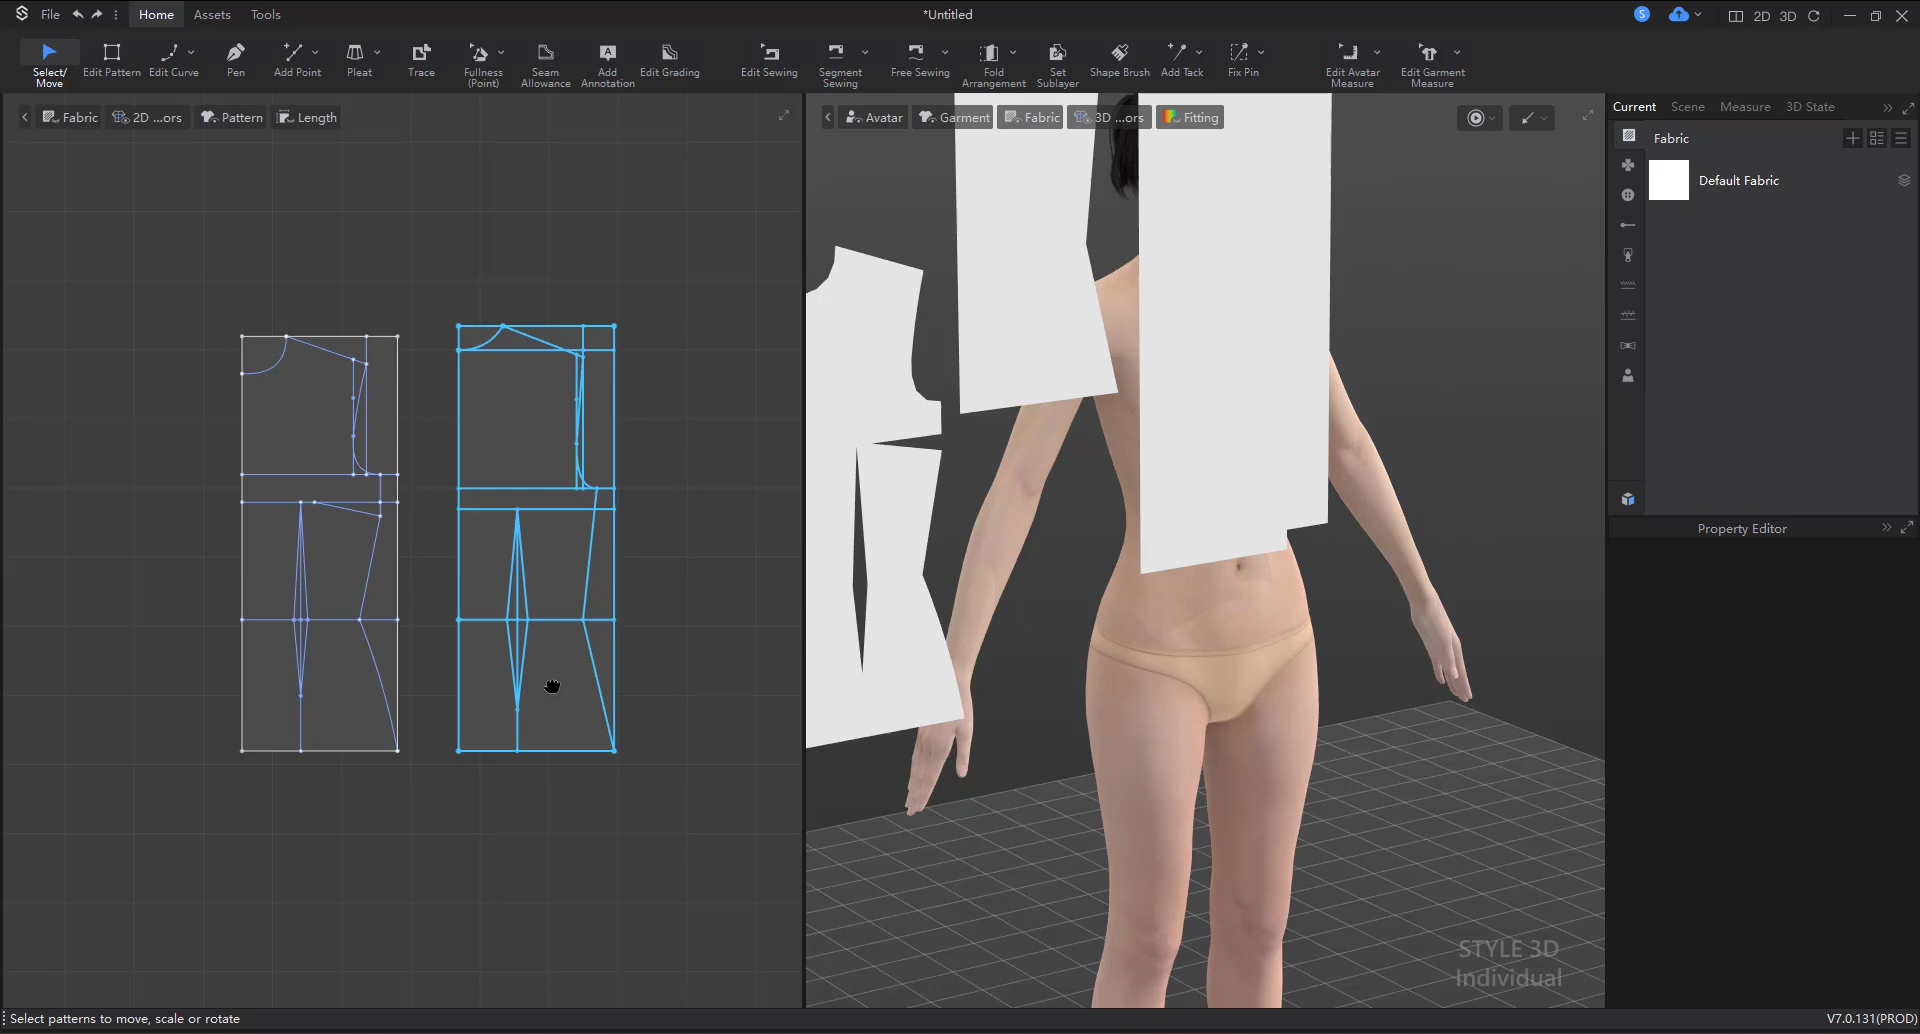 File
Home
Assets
Tools
*Untitled
S
2D
3D
Select/
Move
Edit Pattern
Edit Curve
Pen
Add Point
Pleat
Trace
Fullness
(Point)
Seam
Allowance
Add
Annotation
Edit Grading
Edit Sewing
Segment
Sewing
Free Sewing
Fold
Arrangement
Set
Sublayer
Shape Brush
Add Tack
Fix Pin
Edit Avatar
Measure
Edit Garment
Measure
Fabric
2D ...ors
Pattern
Length
Avatar
Garment
Fabric
3D ...ors
Fitting
Current
Scene
Measure
3D State
Fabric
Default Fabric
Property Editor
STYLE 3D
Individual
Select patterns to move, scale or rotate
V7.0.131(PROD)